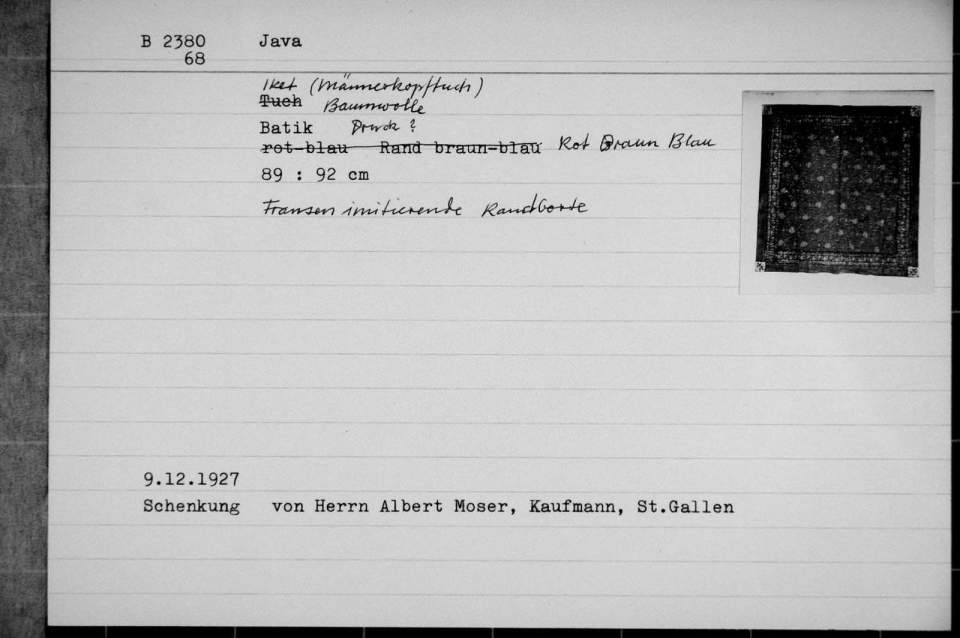 B 2380 Java
68
Iket (Männerkopftuch)
Tuch Baumwolle
Batik Druck ?
rot-blau Rand braun-blau Rot Braun Blau
89 : 92 cm
Fransen imitierende Randborte
9.12.1927
Schenkung von Herrn Albert Moser, Kaufmann, St.Gallen